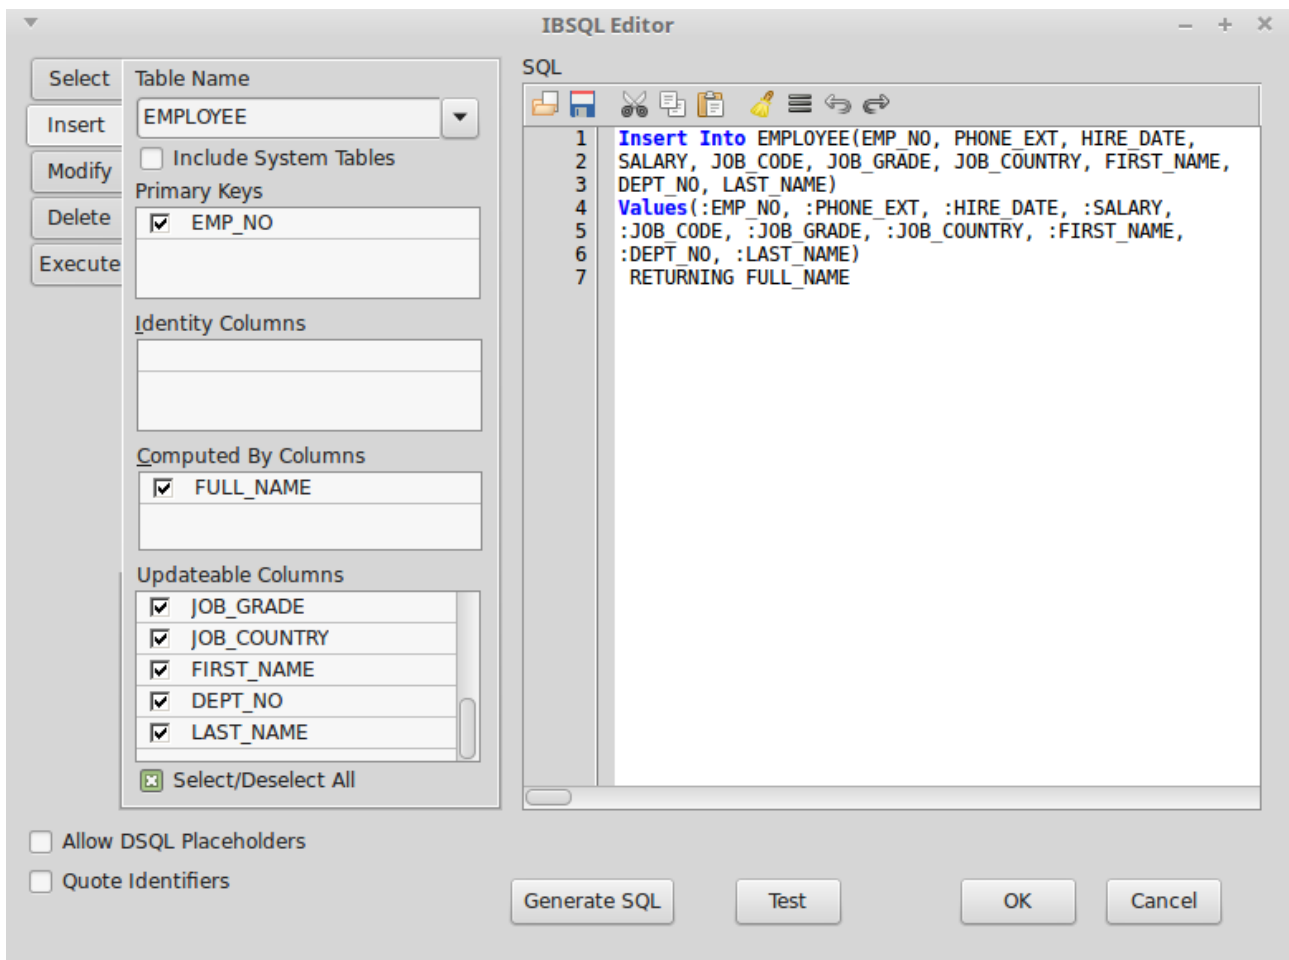 IBSQL Editor
Select
Insert
Modify
Delete
Execute
Table Name
EMPLOYEE
Include System Tables
Primary Keys
EMP_NO
Identity Columns
Computed By Columns
FULL_NAME
Updateable Columns
JOB_GRADE
JOB_COUNTRY
FIRST_NAME
DEPT_NO
LAST_NAME
Select/Deselect All
SQL
1 Insert Into EMPLOYEE(EMP_NO, PHONE_EXT, HIRE_DATE,
2 SALARY, JOB_CODE, JOB_GRADE, JOB_COUNTRY, FIRST_NAME,
3 DEPT_NO, LAST_NAME)
4 Values(:EMP_NO, :PHONE_EXT, :HIRE_DATE, :SALARY,
5 :JOB_CODE, :JOB_GRADE, :JOB_COUNTRY, :FIRST_NAME,
6 :DEPT_NO, :LAST_NAME)
7 RETURNING FULL_NAME
Allow DSQL Placeholders
Quote Identifiers
Generate SQL
Test
OK
Cancel